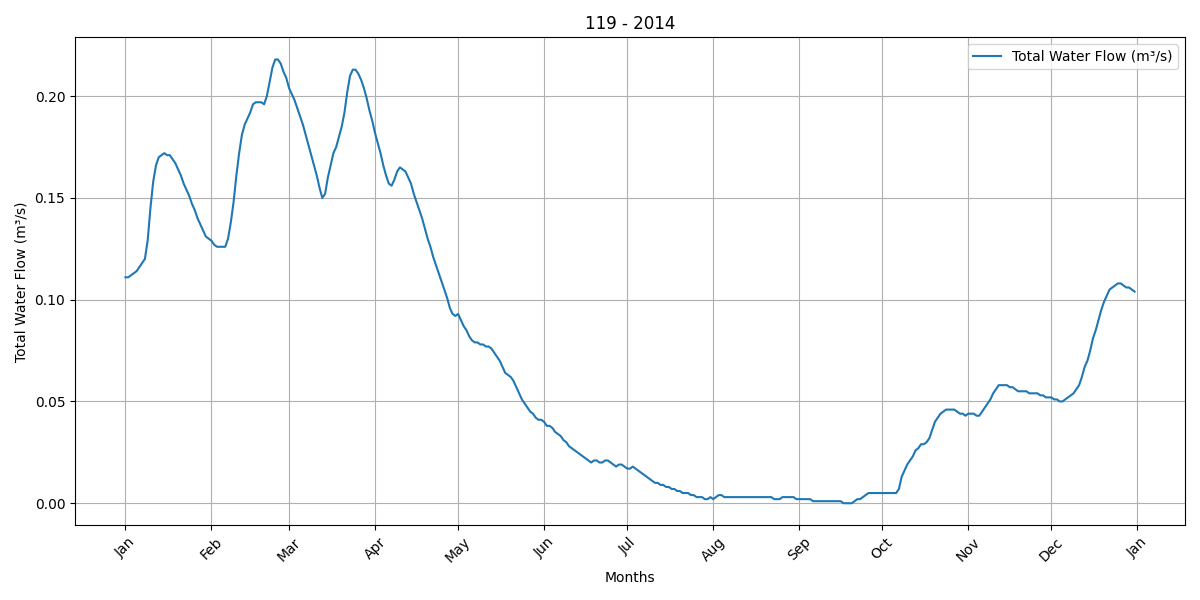 119 - 2014
Total Water Flow (m³/s)
Total Water Flow (m³/s)
0.20
0.15
0.10
0.05
0.00
Jan
Feb
Mar
Apr
May
Jun
Jul
Aug
Sep
Oct
Nov
Dec
Jan
Months